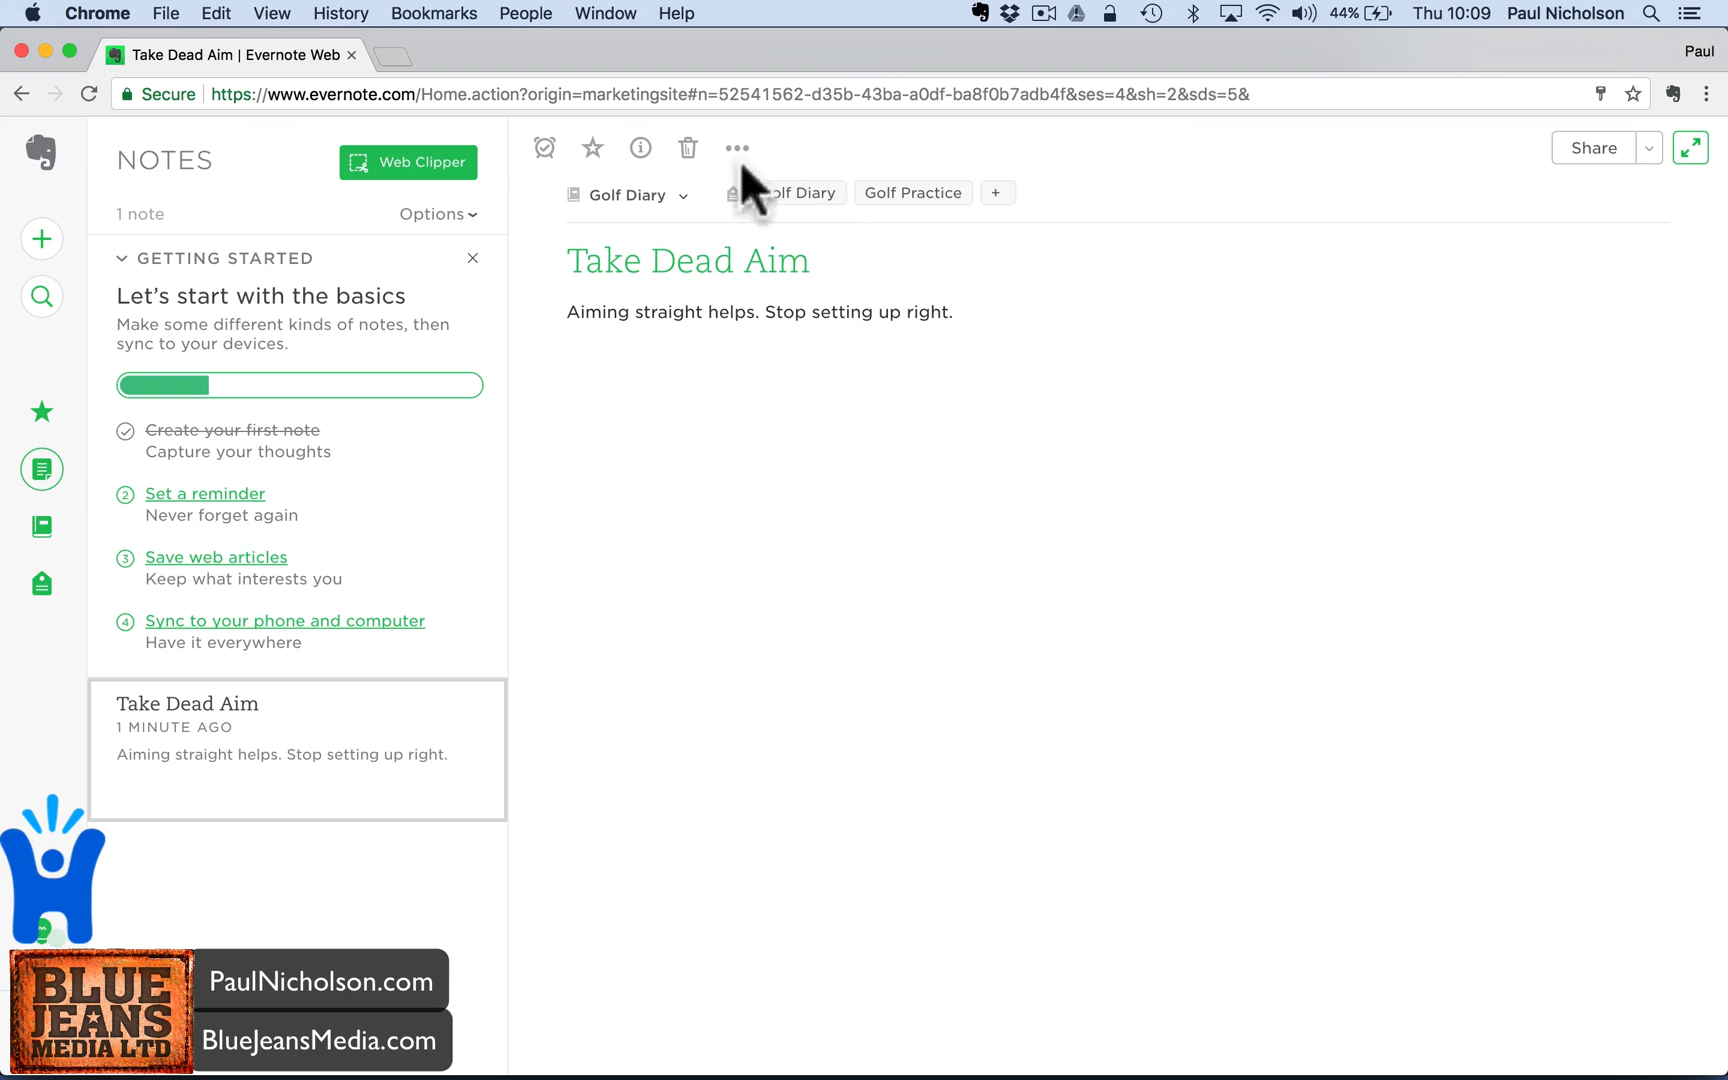 Chrome File Edit View History Bookmarks People Window Help 44% Thu 10:09 Paul Nicholson
Take Dead Aim | Evernote Web Paul
Secure https://www.evernote.com/Home.action?origin=marketingsite#n=52541562-d35b-43ba-a0df-ba8f0b7adb4f&ses=4&sh=2&sds=5&
NOTES Web Clipper
1 note Options
GETTING STARTED
Let's start with the basics
Make some different kinds of notes, then
sync to your devices.
Create your first note
Capture your thoughts
2 Set a reminder
Never forget again
3 Save web articles
Keep what interests you
4 Sync to your phone and computer
Have it everywhere
Take Dead Aim
1 MINUTE AGO
Aiming straight helps. Stop setting up right.
Share
Golf Diary olf Diary Golf Practice +
Take Dead Aim
Aiming straight helps. Stop setting up right.
BLUE
JEANS
MEDIA LTD
PaulNicholson.com
BlueJeansMedia.com